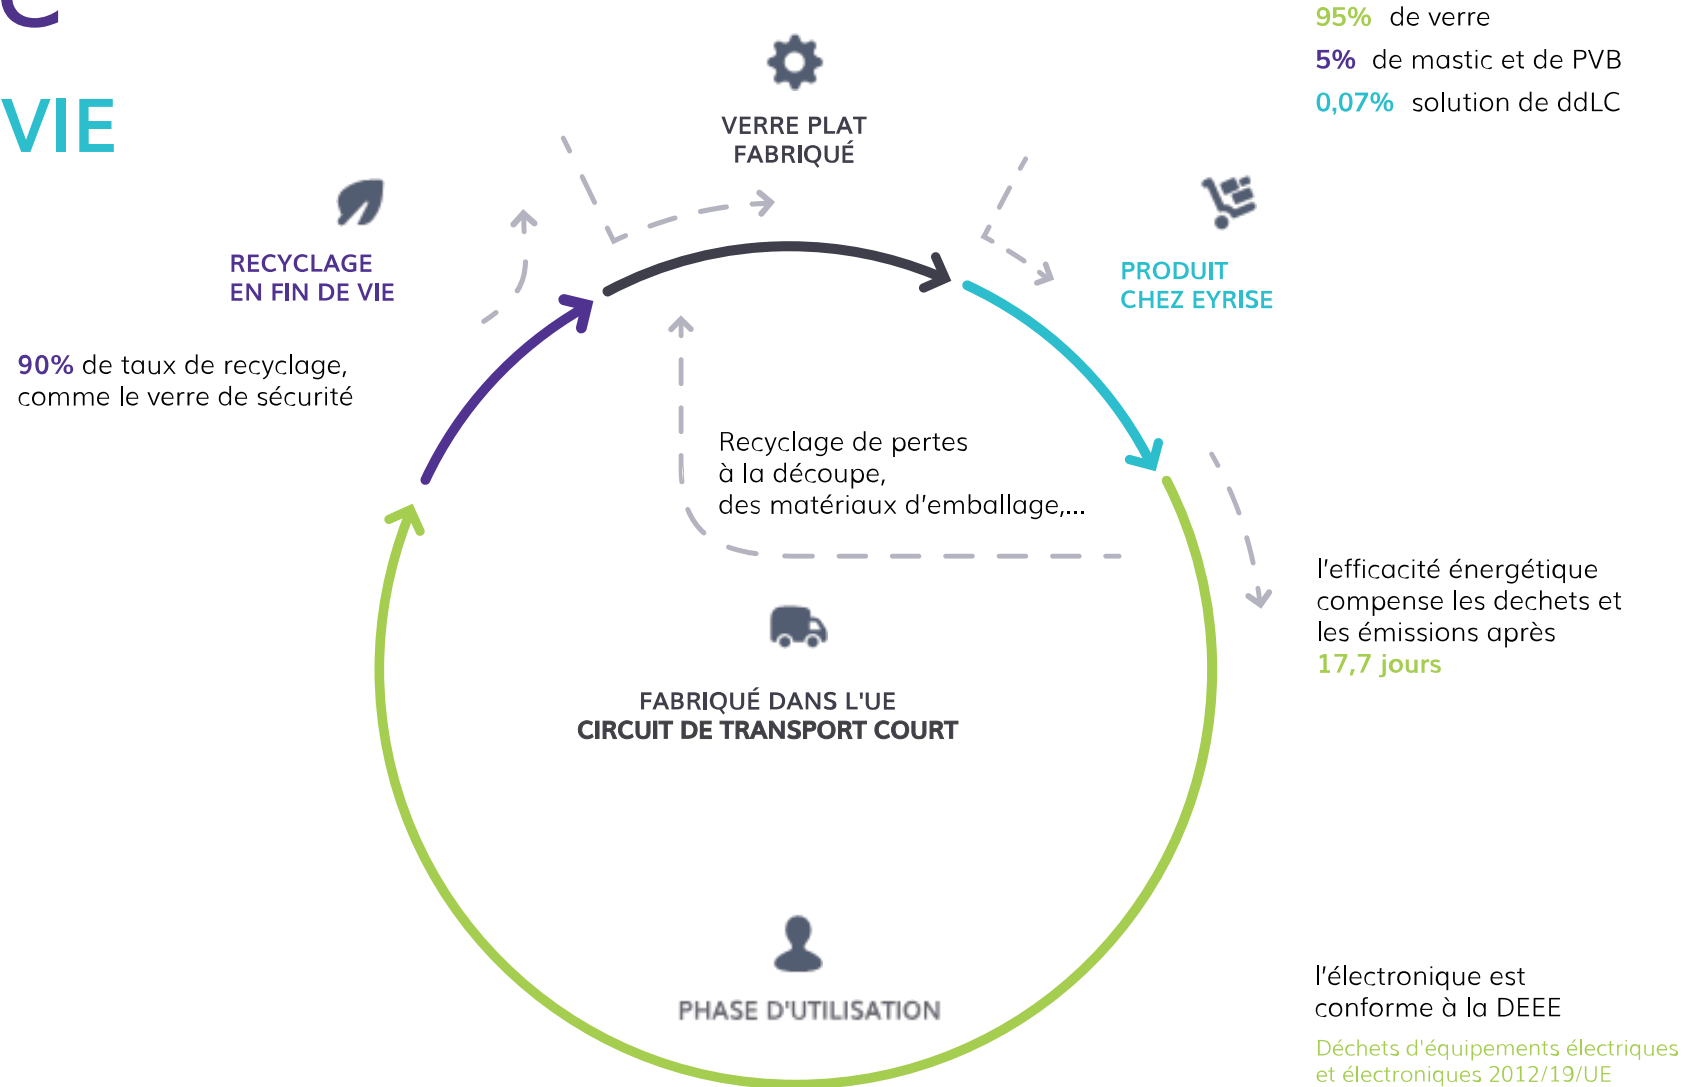 C
VIE
95% de verre
5% de mastic et de PVB
0,07% solution de ddLC
VERRE PLAT
FABRIQUÉ
RECYCLAGE
EN FIN DE VIE
PRODUIT
CHEZ EYRISE
90% de taux de recyclage,
comme le verre de sécurité
Recyclage de pertes
à la découpe,
des matériaux d'emballage,...
l'efficacité énergétique
compense les dechets et
les émissions après
17,7 jours
FABRIQUÉ DANS L'UE
CIRCUIT DE TRANSPORT COURT
PHASE D'UTILISATION
l'électronique est
conforme à la DEEE
Déchets d'équipements électriques
et électroniques 2012/19/UE